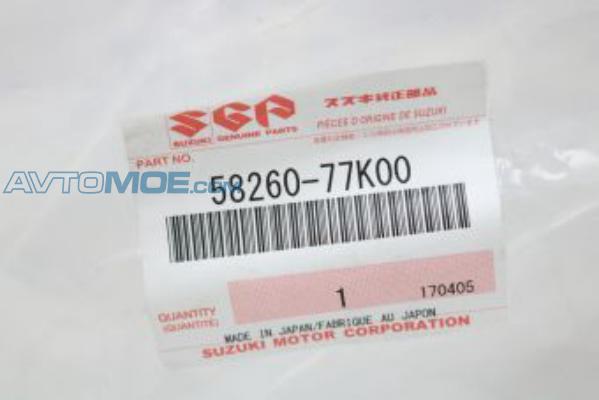 SGP スズキ純正部品
SUZUKI GENUINE PARTS PIÈCES D'ORIGINE DE SUZUKI
PART NO.
AVTOMOE.COM
58260-77K00
QUANTITY
(QUANTITÉ)
1 170405
MADE IN JAPAN/FABRIQUE AU JAPON
SUZUKI MOTOR CORPORATION